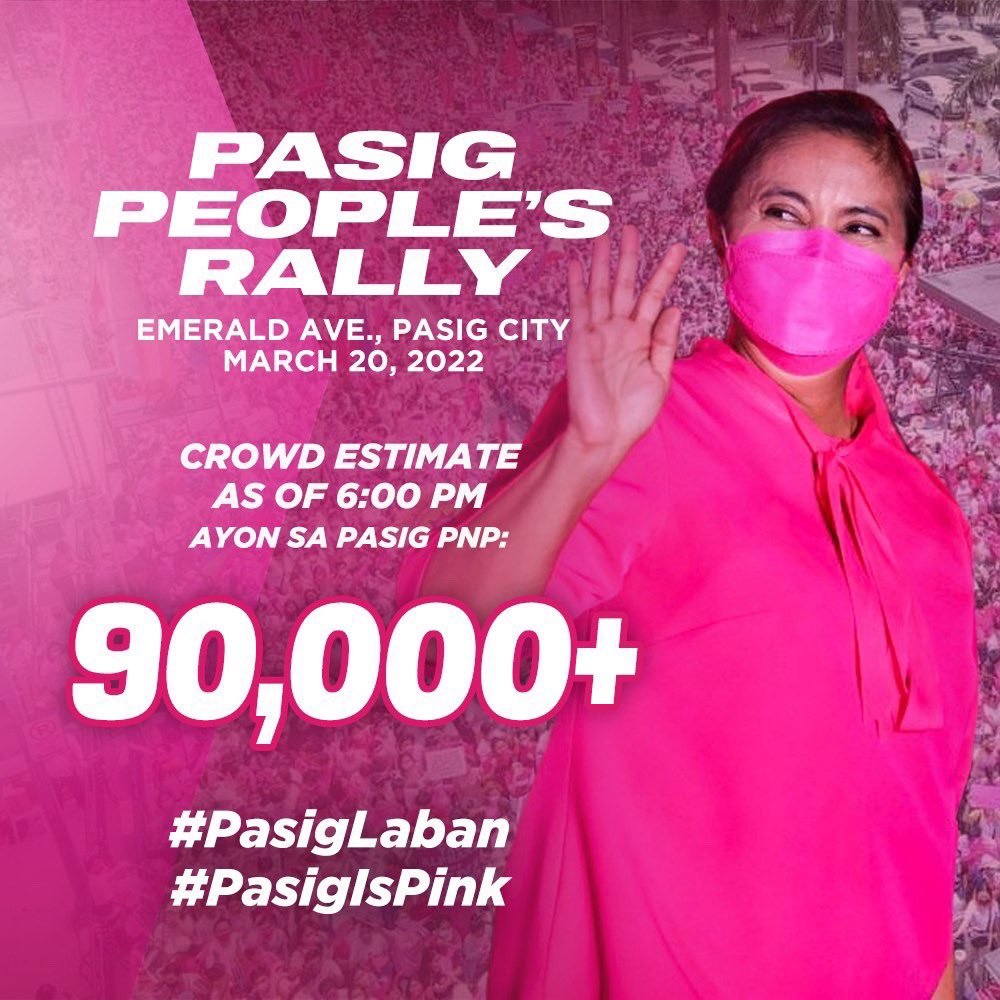 PASIG
PEOPLE'S
RALLY
EMERALD AVE., PASIG CITY
MARCH 20, 2022
CROWD ESTIMATE
AS OF 6:00 PM
AYON SA PASIG PNP:
90,000+
#PasigLaban
#PasigIsPink